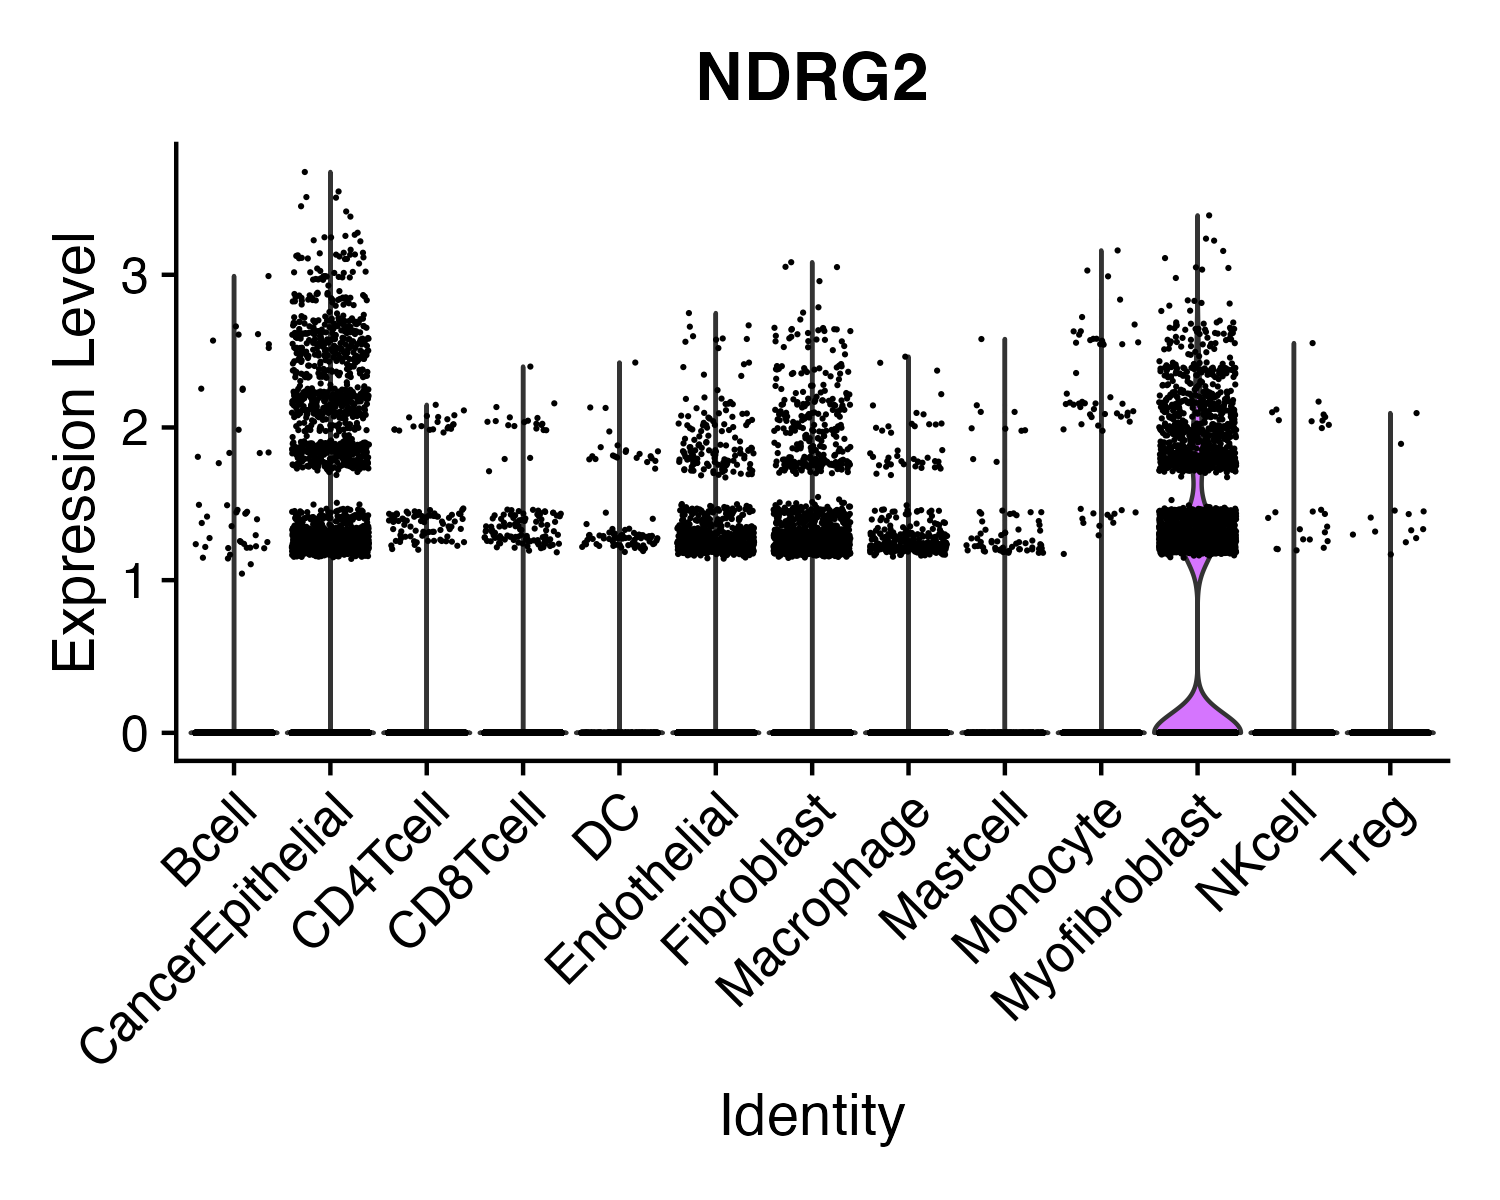 NDRG2
Expression Level
3
2
1
0
Bcell
CancerEpithelial
CD4Tcell
CD8Tcell
DC
Endothelial
Fibroblast
Macrophage
Mastcell
Monocyte
Myofibroblast
NKcell
Treg
Identity